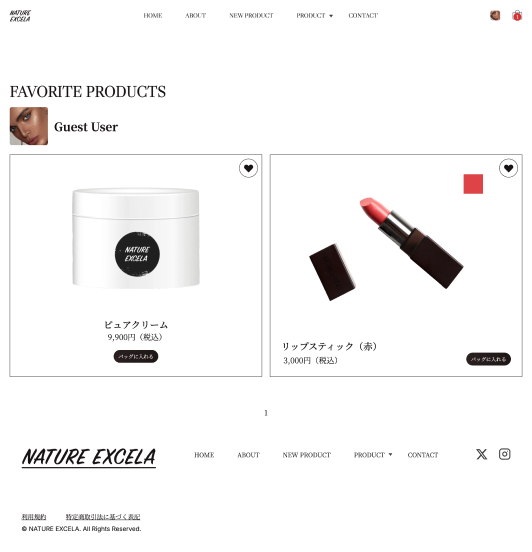 NATURE
EXCELA
HOME ABOUT NEW PRODUCT PRODUCT ▼ CONTACT
1
FAVORITE PRODUCTS
Guest User
NATURE
EXCELA
ピュアクリーム
9,900円（税込）
バッグに入れる
リップスティック（赤）
3,000円（税込）
バッグに入れる
1
NATURE EXCELA
HOME ABOUT NEW PRODUCT PRODUCT ▼ CONTACT
利用規約 特定商取引法に基づく表記
© NATURE EXCELA. All Rights Reserved.